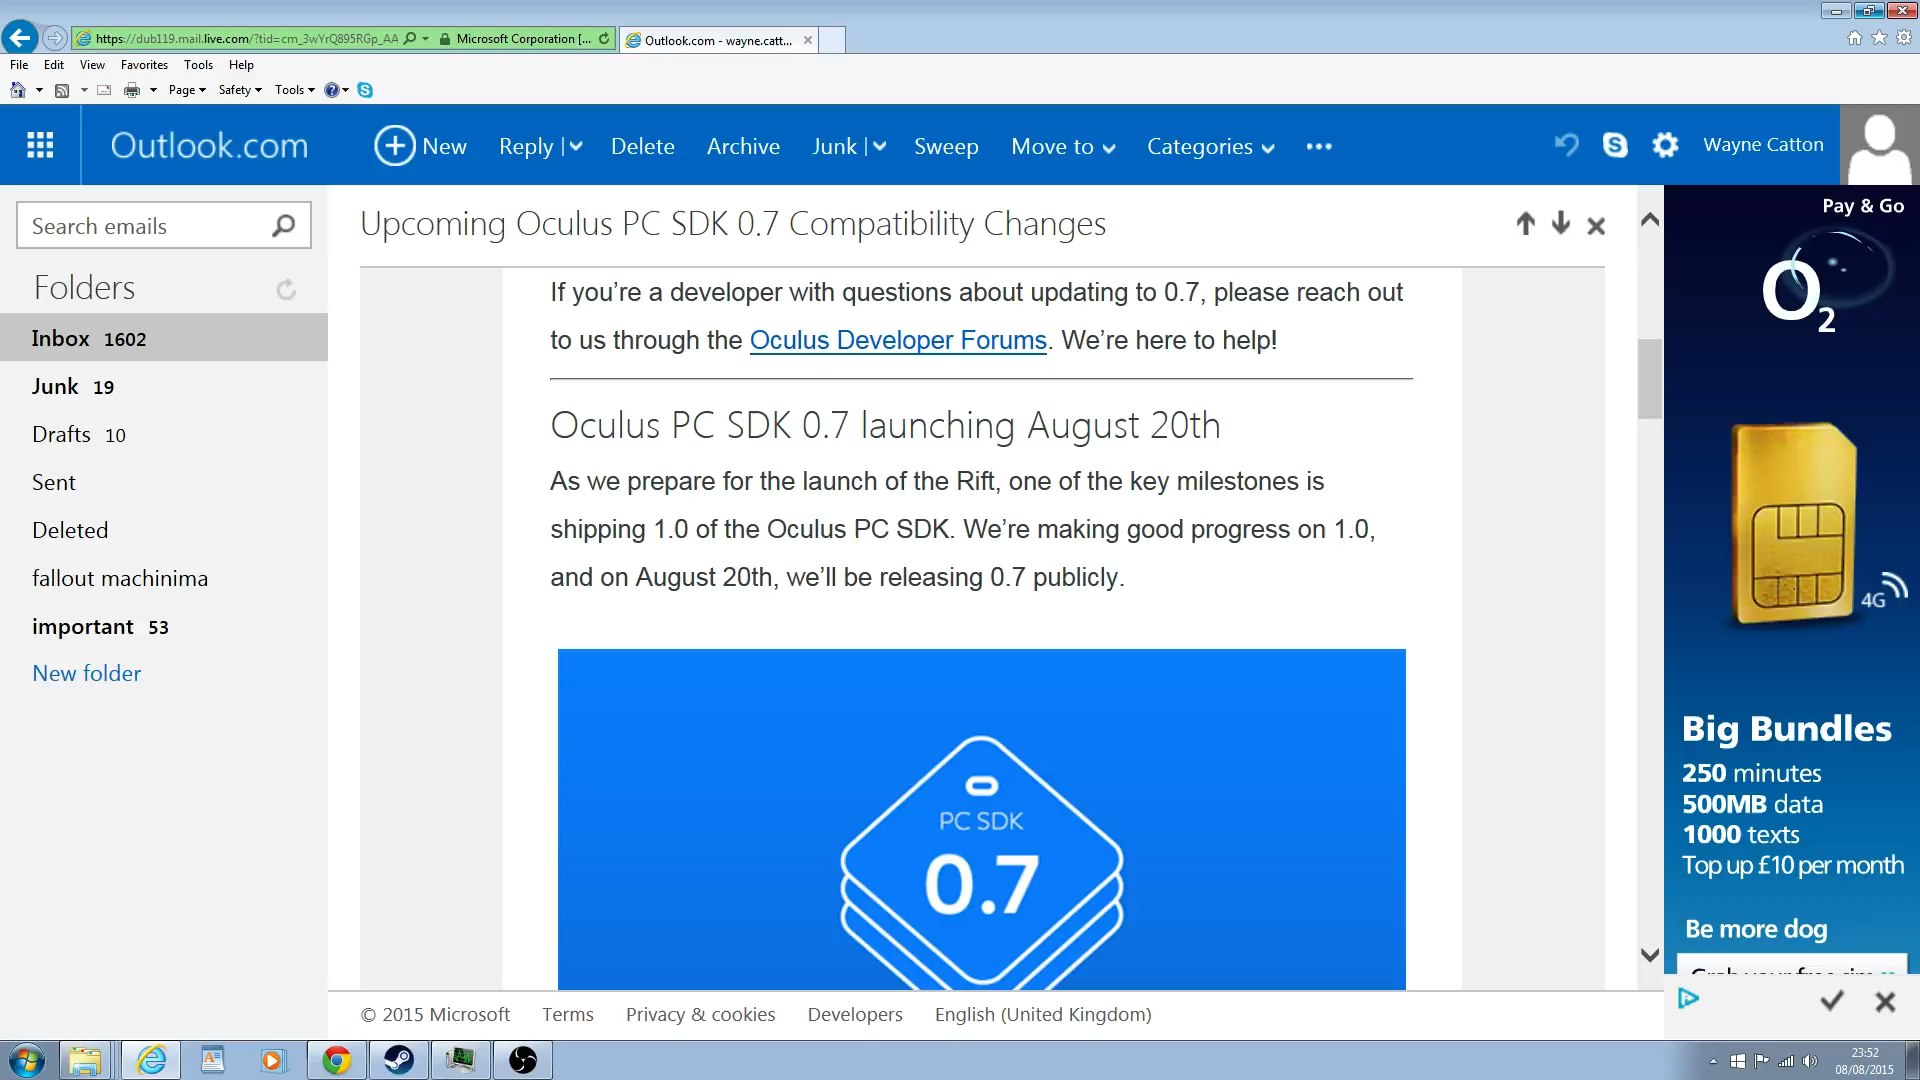 https://dub119.mail.live.com/?tid=cm_3wYrQ895RGp_AA
Microsoft Corporation [...
Outlook.com - wayne.catt...
File Edit View Favorites Tools Help
Page Safety Tools
Outlook.com
New Reply Delete Archive Junk Sweep Move to Categories
Wayne Catton
Search emails
Folders
Inbox 1602
Junk 19
Drafts 10
Sent
Deleted
fallout machinima
important 53
New folder
Upcoming Oculus PC SDK 0.7 Compatibility Changes
If you’re a developer with questions about updating to 0.7, please reach out
to us through the Oculus Developer Forums. We’re here to help!
Oculus PC SDK 0.7 launching August 20th
As we prepare for the launch of the Rift, one of the key milestones is
shipping 1.0 of the Oculus PC SDK. We’re making good progress on 1.0,
and on August 20th, we’ll be releasing 0.7 publicly.
PC SDK
0.7
Pay & Go
O2
4G
Big Bundles
250 minutes
500MB data
1000 texts
Top up £10 per month
Be more dog
© 2015 Microsoft Terms Privacy & cookies Developers English (United Kingdom)
23:52
08/08/2015